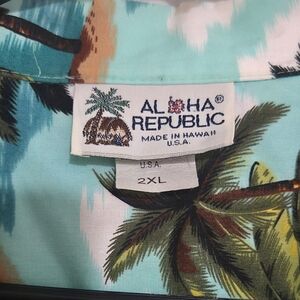 ALOHA®
REPUBLIC
MADE IN HAWAII
U.S.A.
U.S.A.
2XL